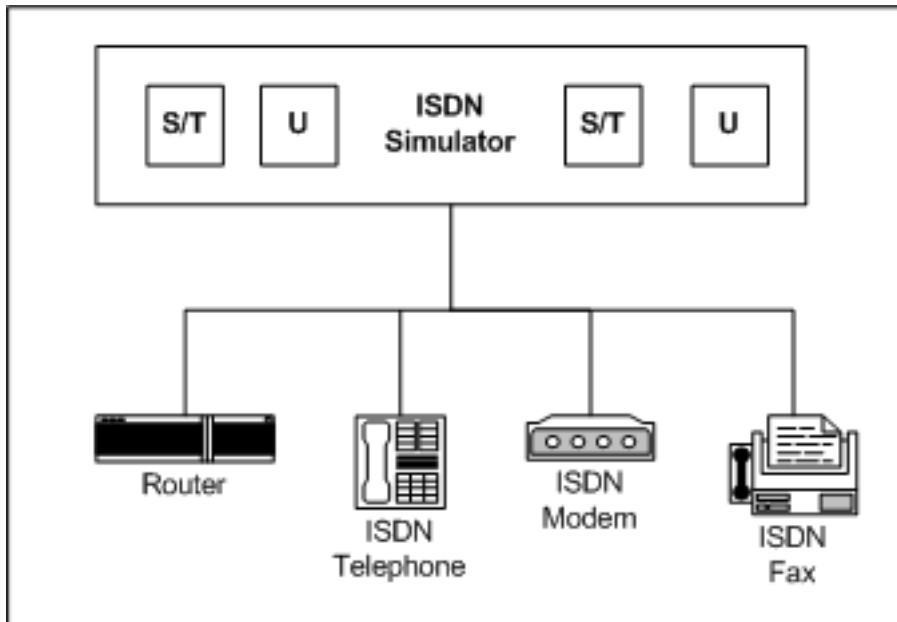 S/T
U
ISDN
Simulator
S/T
U
Router
ISDN
Telephone
ISDN
Modem
ISDN
Fax